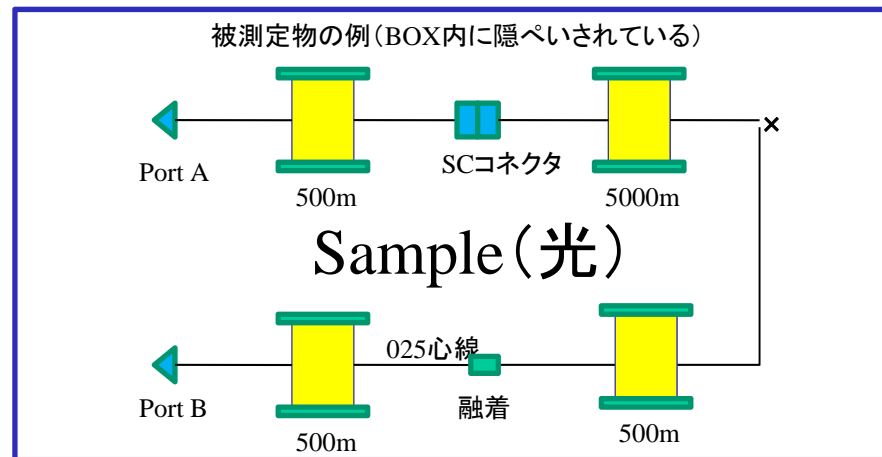 被測定物の例（BOX内に隠ぺいされている）
×
Port A
SCコネクタ
500m
5000m
Sample（光）
025心線
Port B
融着
500m
500m